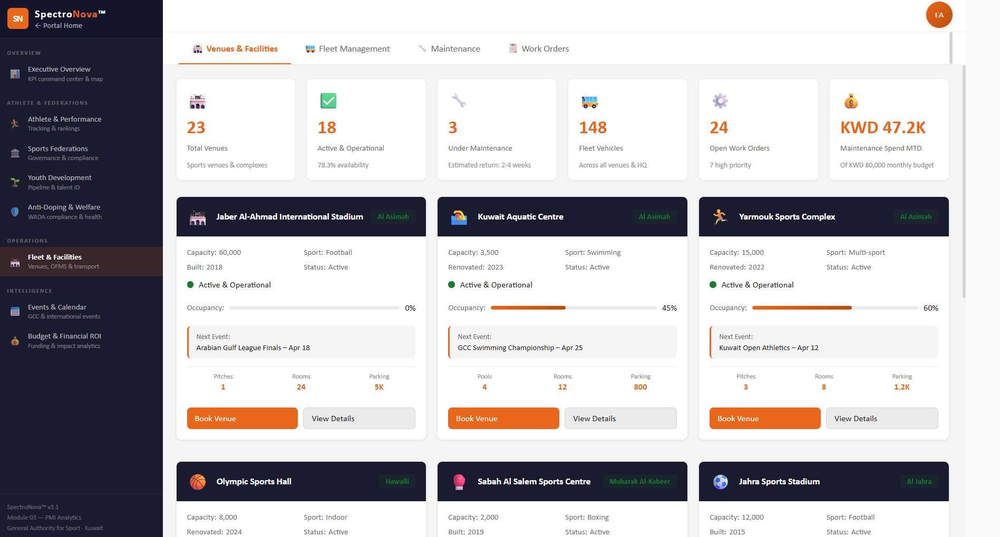 SN
SpectroNova™
← Portal Home
OVERVIEW
Executive Overview
KPI command center & map
ATHLETE & FEDERATIONS
Athlete & Performance
Tracking & rankings
Sports Federations
Governance & compliance
Youth Development
Pipeline & talent ID
Anti-Doping & Welfare
WADA compliance & health
OPERATIONS
Fleet & Facilities
Venues, OFMS & transport
INTELLIGENCE
Events & Calendar
GCC & international events
Budget & Financial ROI
Funding & impact analytics
SpectroNova™ v3.1
Module 03 — PMI Analytics
General Authority for Sport · Kuwait
EA
Venues & Facilities Fleet Management Maintenance Work Orders
23
Total Venues
Sports venues & complexes
18
Active & Operational
78.3% availability
3
Under Maintenance
Estimated return: 2-4 weeks
148
Fleet Vehicles
Across all venues & HQ
24
Open Work Orders
7 high priority
KWD 47.2K
Maintenance Spend MTD
Of KWD 80,000 monthly budget
Jaber Al-Ahmad International Stadium Al Asimah
Capacity: 60,000 Sport: Football
Built: 2018 Status: Active
Active & Operational
Occupancy: 0%
Next Event:
Arabian Gulf League Finals – Apr 18
Pitches Rooms Parking
1 24 5K
Book Venue View Details
Kuwait Aquatic Centre Al Asimah
Capacity: 3,500 Sport: Swimming
Renovated: 2023 Status: Active
Active & Operational
Occupancy: 45%
Next Event:
GCC Swimming Championship – Apr 25
Pools Rooms Parking
4 12 800
Book Venue View Details
Yarmouk Sports Complex Al Asimah
Capacity: 15,000 Sport: Multi-sport
Renovated: 2022 Status: Active
Active & Operational
Occupancy: 60%
Next Event:
Kuwait Open Athletics – Apr 12
Pitches Rooms Parking
3 8 1.2K
Book Venue View Details
Olympic Sports Hall Hawalli
Capacity: 8,000 Sport: Indoor
Renovated: 2024 Status: Active
Sabah Al Salem Sports Centre Mubarak Al-Kabeer
Capacity: 2,000 Sport: Boxing
Built: 2019 Status: Active
Jahra Sports Stadium Al Jahra
Capacity: 12,000 Sport: Football
Built: 2015 Status: Active